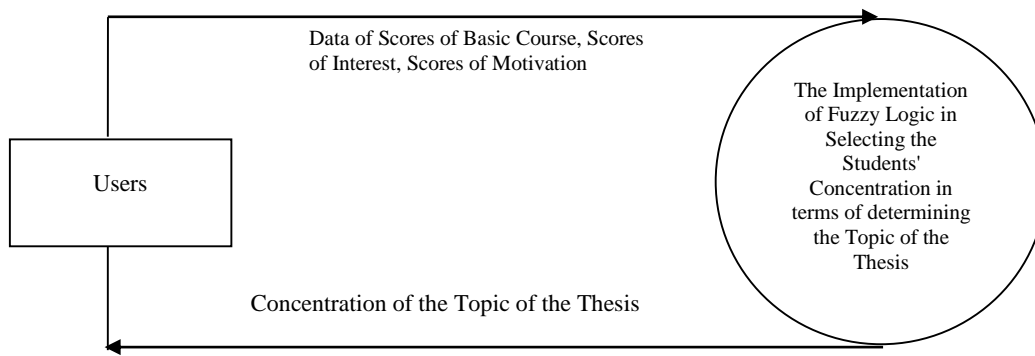 Data of Scores of Basic Course, Scores
of Interest, Scores of Motivation
The Implementation
of Fuzzy Logic in
Selecting the
Students'
Concentration in
terms of determining
the Topic of the
Thesis
Users
Concentration of the Topic of the Thesis